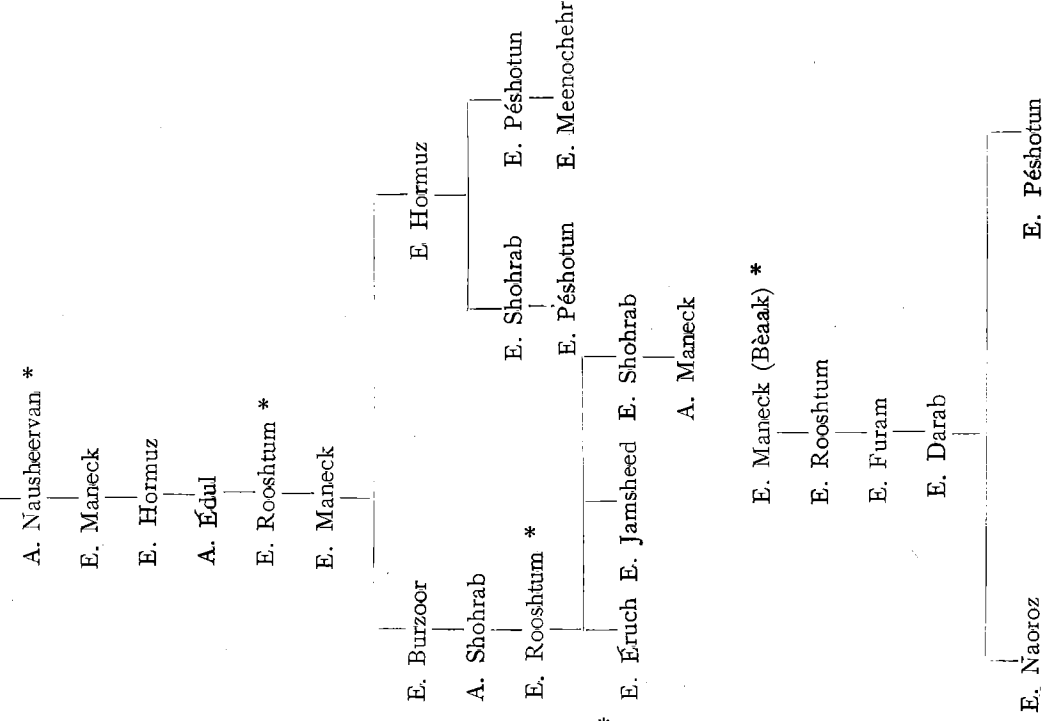 A. Nausheervan *
E. Maneck
E. Hormuz
A. Édul
E. Rooshtum *
E. Maneck
E. Burzoor
E Hormuz
A. Shohrab
E. Rooshtum *
E. Shohrab
E. Péshotun
E. Péshotun
E. Meenochehr
E. Éruch
E. Jamsheed
E. Shohrab
A. Maneck
*
E. Maneck (Bèaak) *
E. Rooshtum
E. Furam
E. Darab
E. Naoroz
E. Péshotun